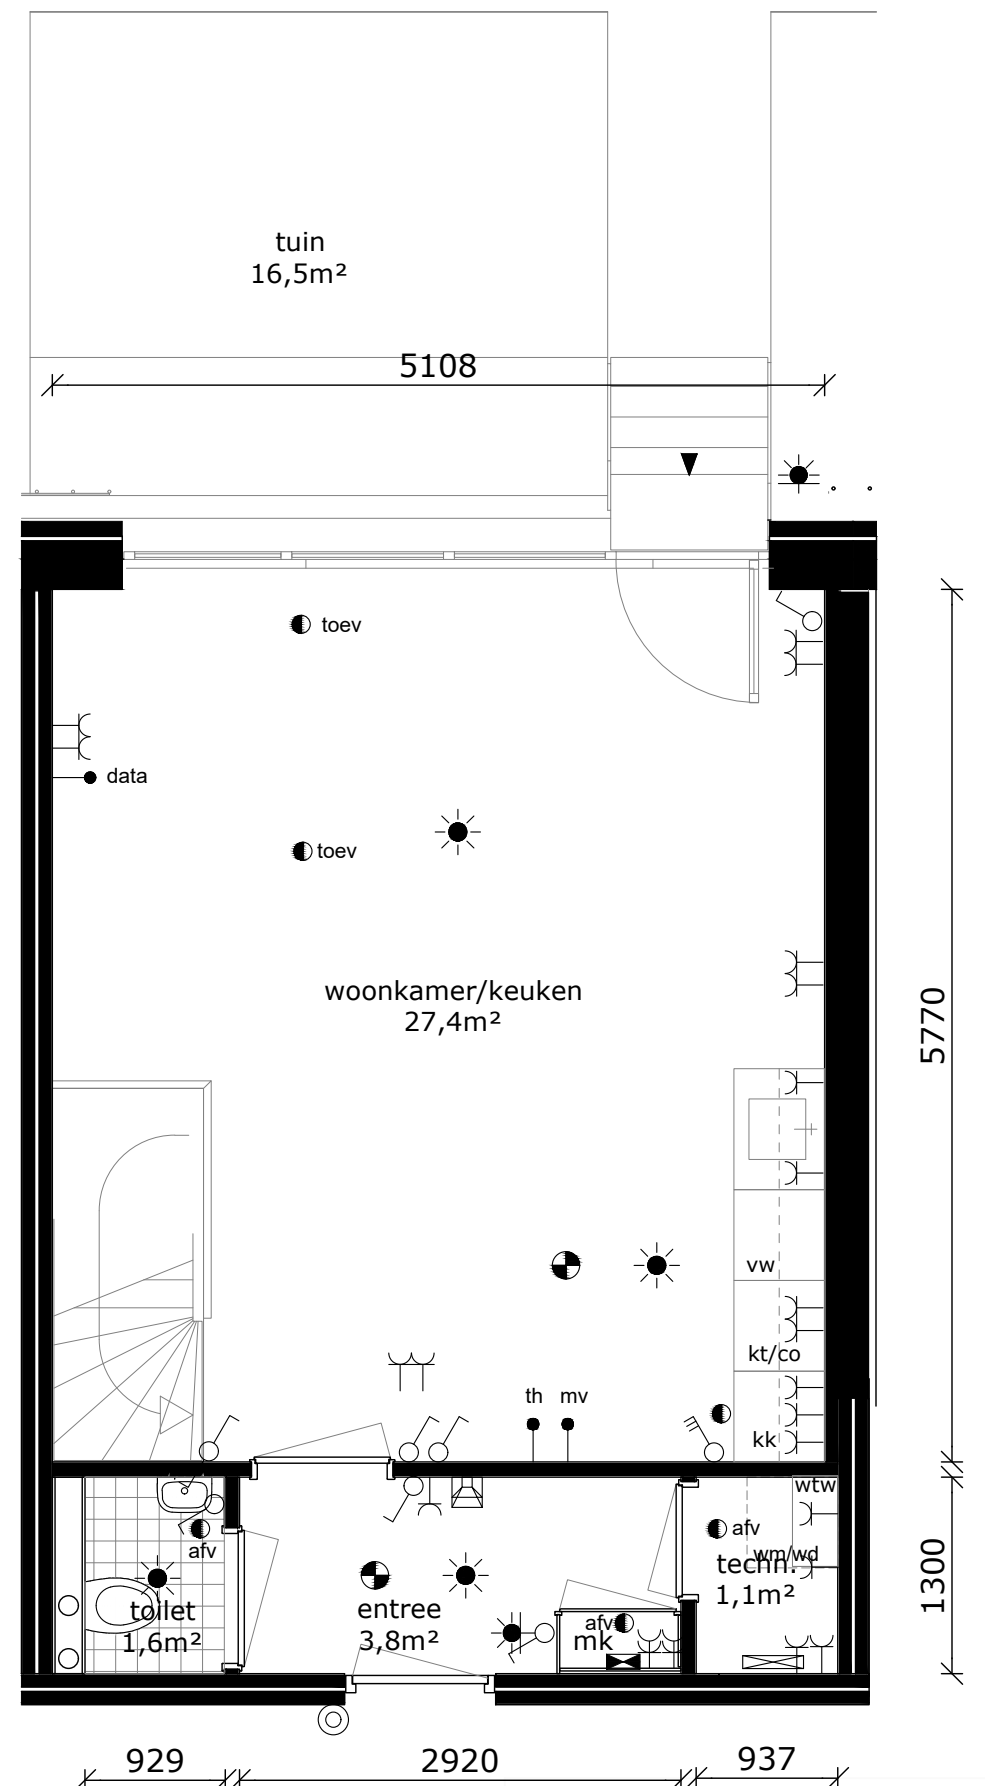 tuin
16,5m²
5108
toev
data
toev
woonkamer/keuken
27,4m²
5770
vw
kt/co
th mv
kk
wtw
afv
afv
wm/wd
techn.
1,1m²
1300
toilet
1,6m²
entree
3,8m²
afv
mk
929
2920
937